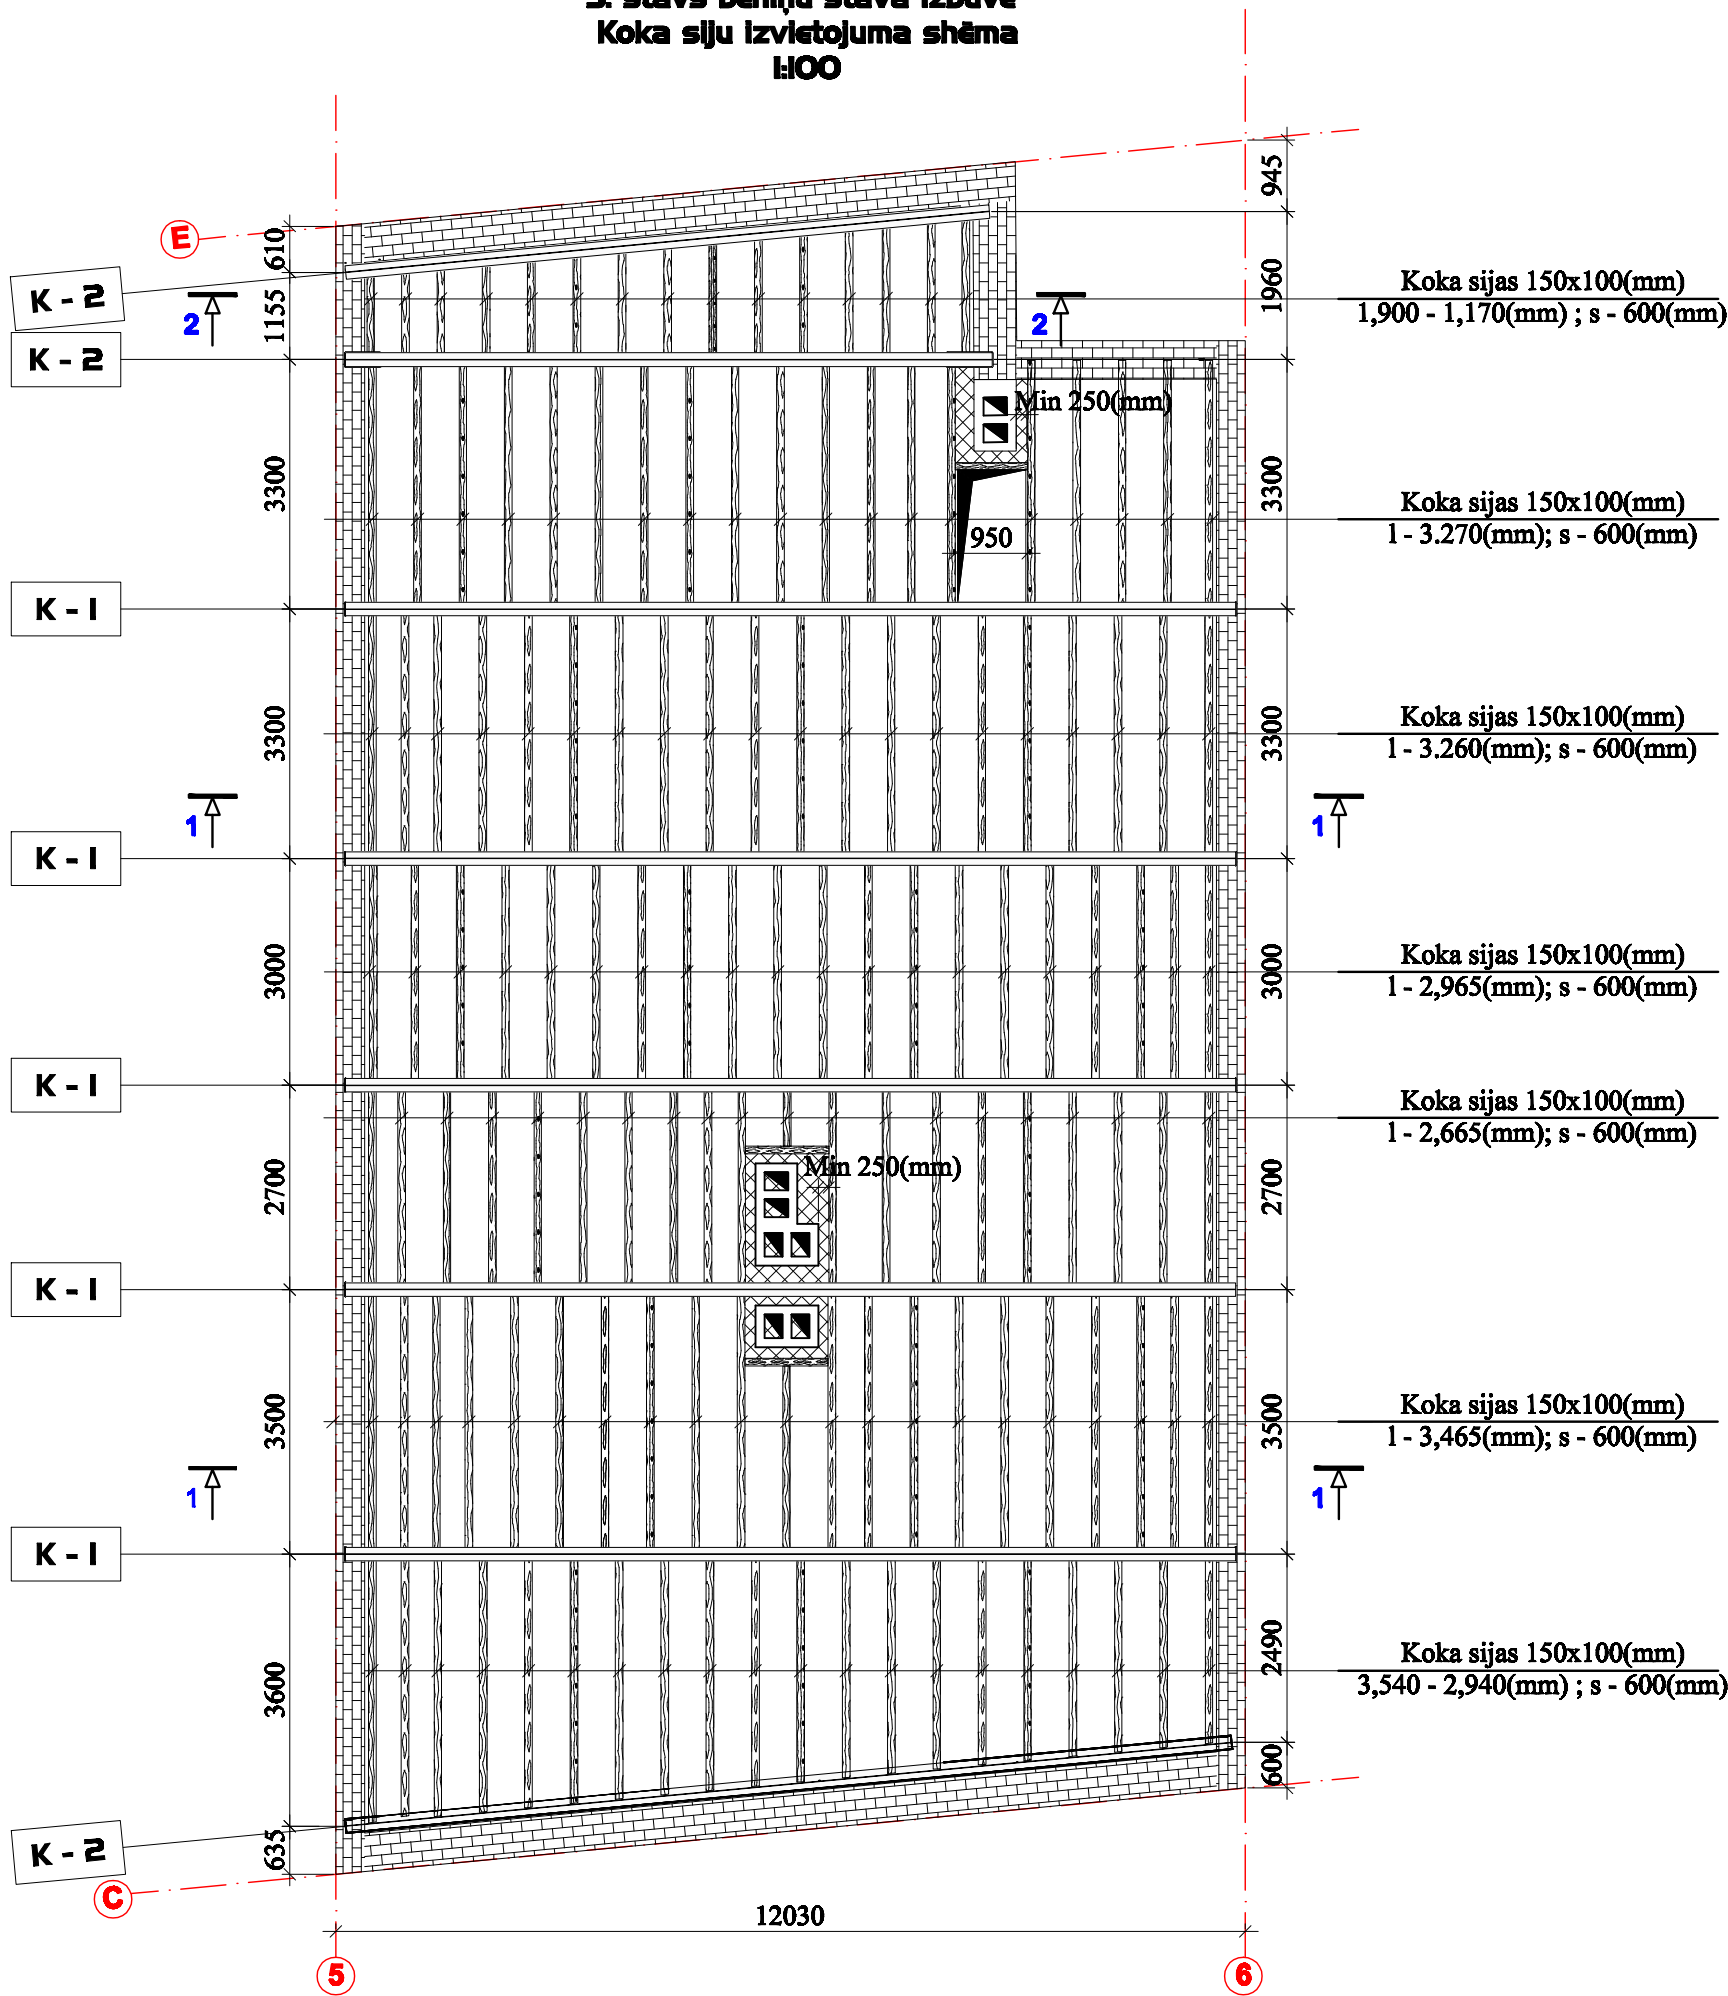 Koka siju izvietojuma shēma
1:100
E
945
610
K - 2
1155
1960
2
2
Koka sijas 150x100(mm)
1,900 - 1,170(mm) ; s - 600(mm)
K - 2
Min 250(mm)
3300
3300
Koka sijas 150x100(mm)
l - 3.270(mm); s - 600(mm)
950
K - 1
3300
3300
Koka sijas 150x100(mm)
l - 3.260(mm); s - 600(mm)
1
1
K - 1
3000
3000
Koka sijas 150x100(mm)
l - 2,965(mm); s - 600(mm)
K - 1
Koka sijas 150x100(mm)
l - 2,665(mm); s - 600(mm)
Min 250(mm)
2700
2700
K - 1
3500
3500
Koka sijas 150x100(mm)
l - 3,465(mm); s - 600(mm)
1
1
K - 1
3600
2490
Koka sijas 150x100(mm)
3,540 - 2,940(mm) ; s - 600(mm)
600
K - 2
635
C
12030
5
6